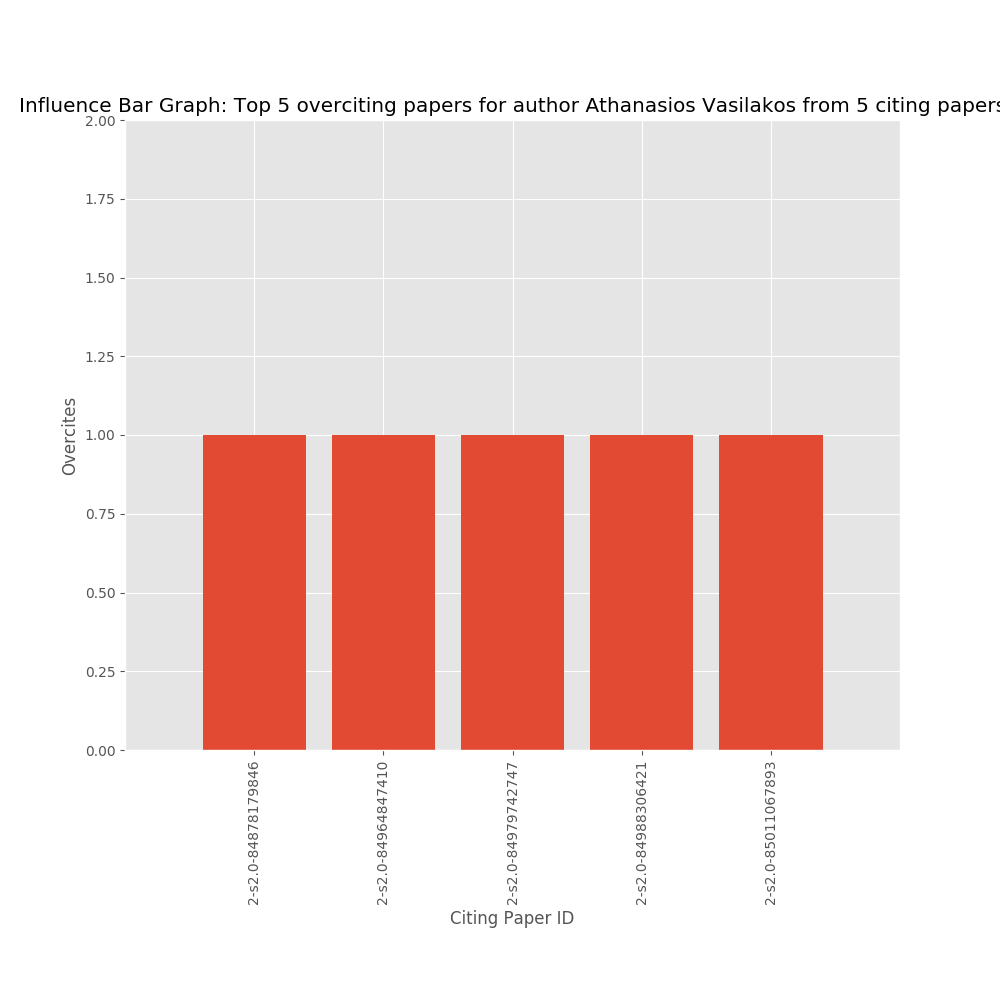 Influence Bar Graph: Top 5 overciting papers for author Athanasios Vasilakos from 5 citing papers
2.00
1.75
1.50
1.25
1.00
0.75
0.50
0.25
0.00
Overcites
2-s2.0-84878179846
2-s2.0-84964847410
2-s2.0-84979742747
2-s2.0-84988306421
2-s2.0-85011067893
Citing Paper ID